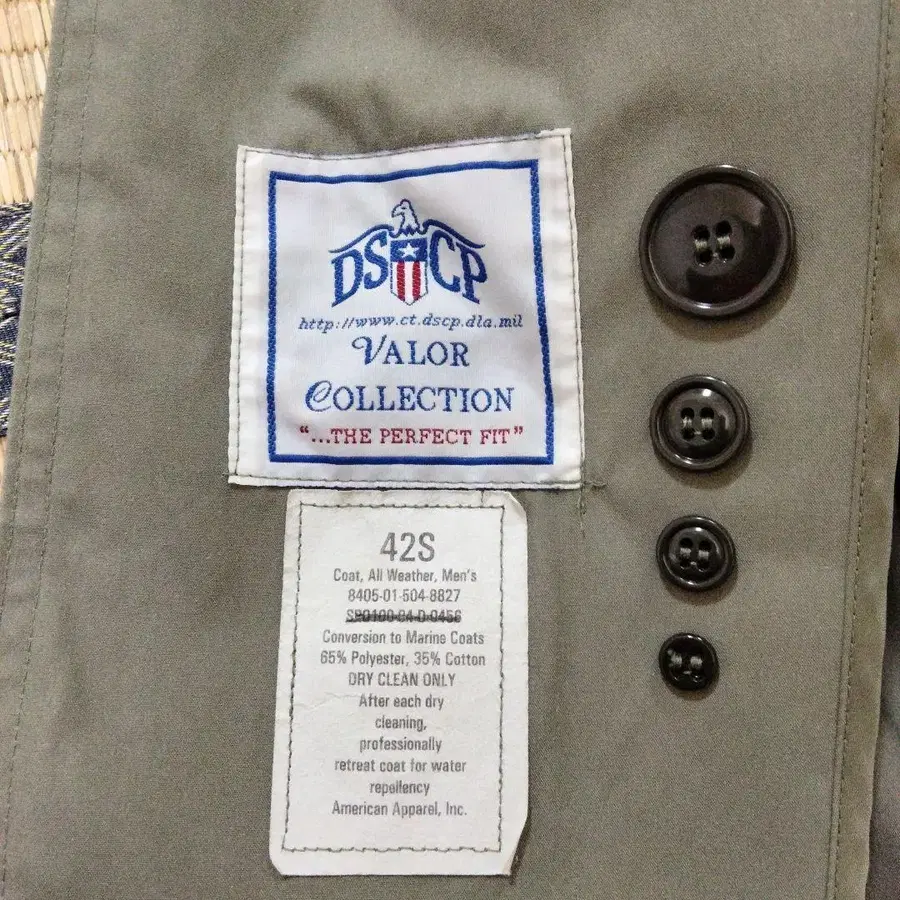 DSCP
http://www.ct.dscp.dla.mil
VALOR
COLLECTION
"...THE PERFECT FIT"
42S
Coat, All Weather, Men's
8405-01-504-8827
SPO100-04-D-0456
Conversion to Marine Coats
65% Polyester, 35% Cotton
DRY CLEAN ONLY
After each dry
cleaning,
professionally
retreat coat for water
repellency
American Apparel, Inc.